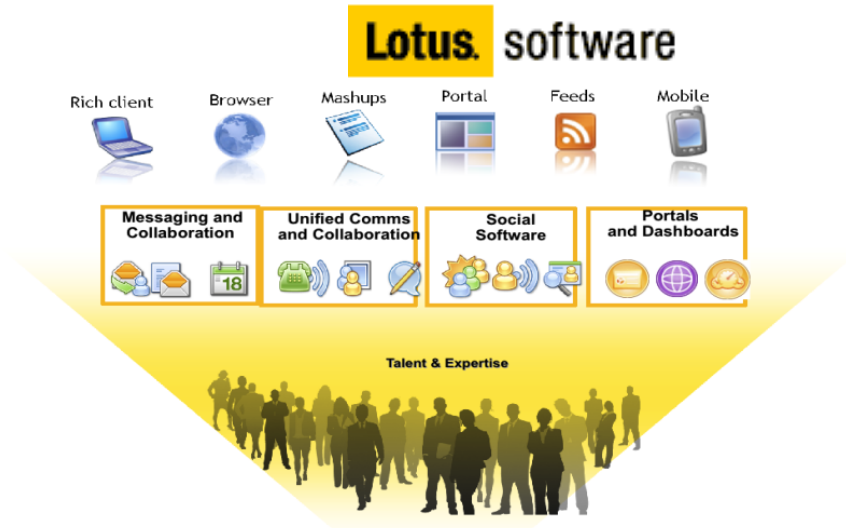 Lotus. software
Rich client
Browser
Mashups
Portal
Feeds
Mobile
Messaging and
Collaboration
Unified Comms
and Collaboration
Social
Software
Portals
and Dashboards
18
Talent & Expertise